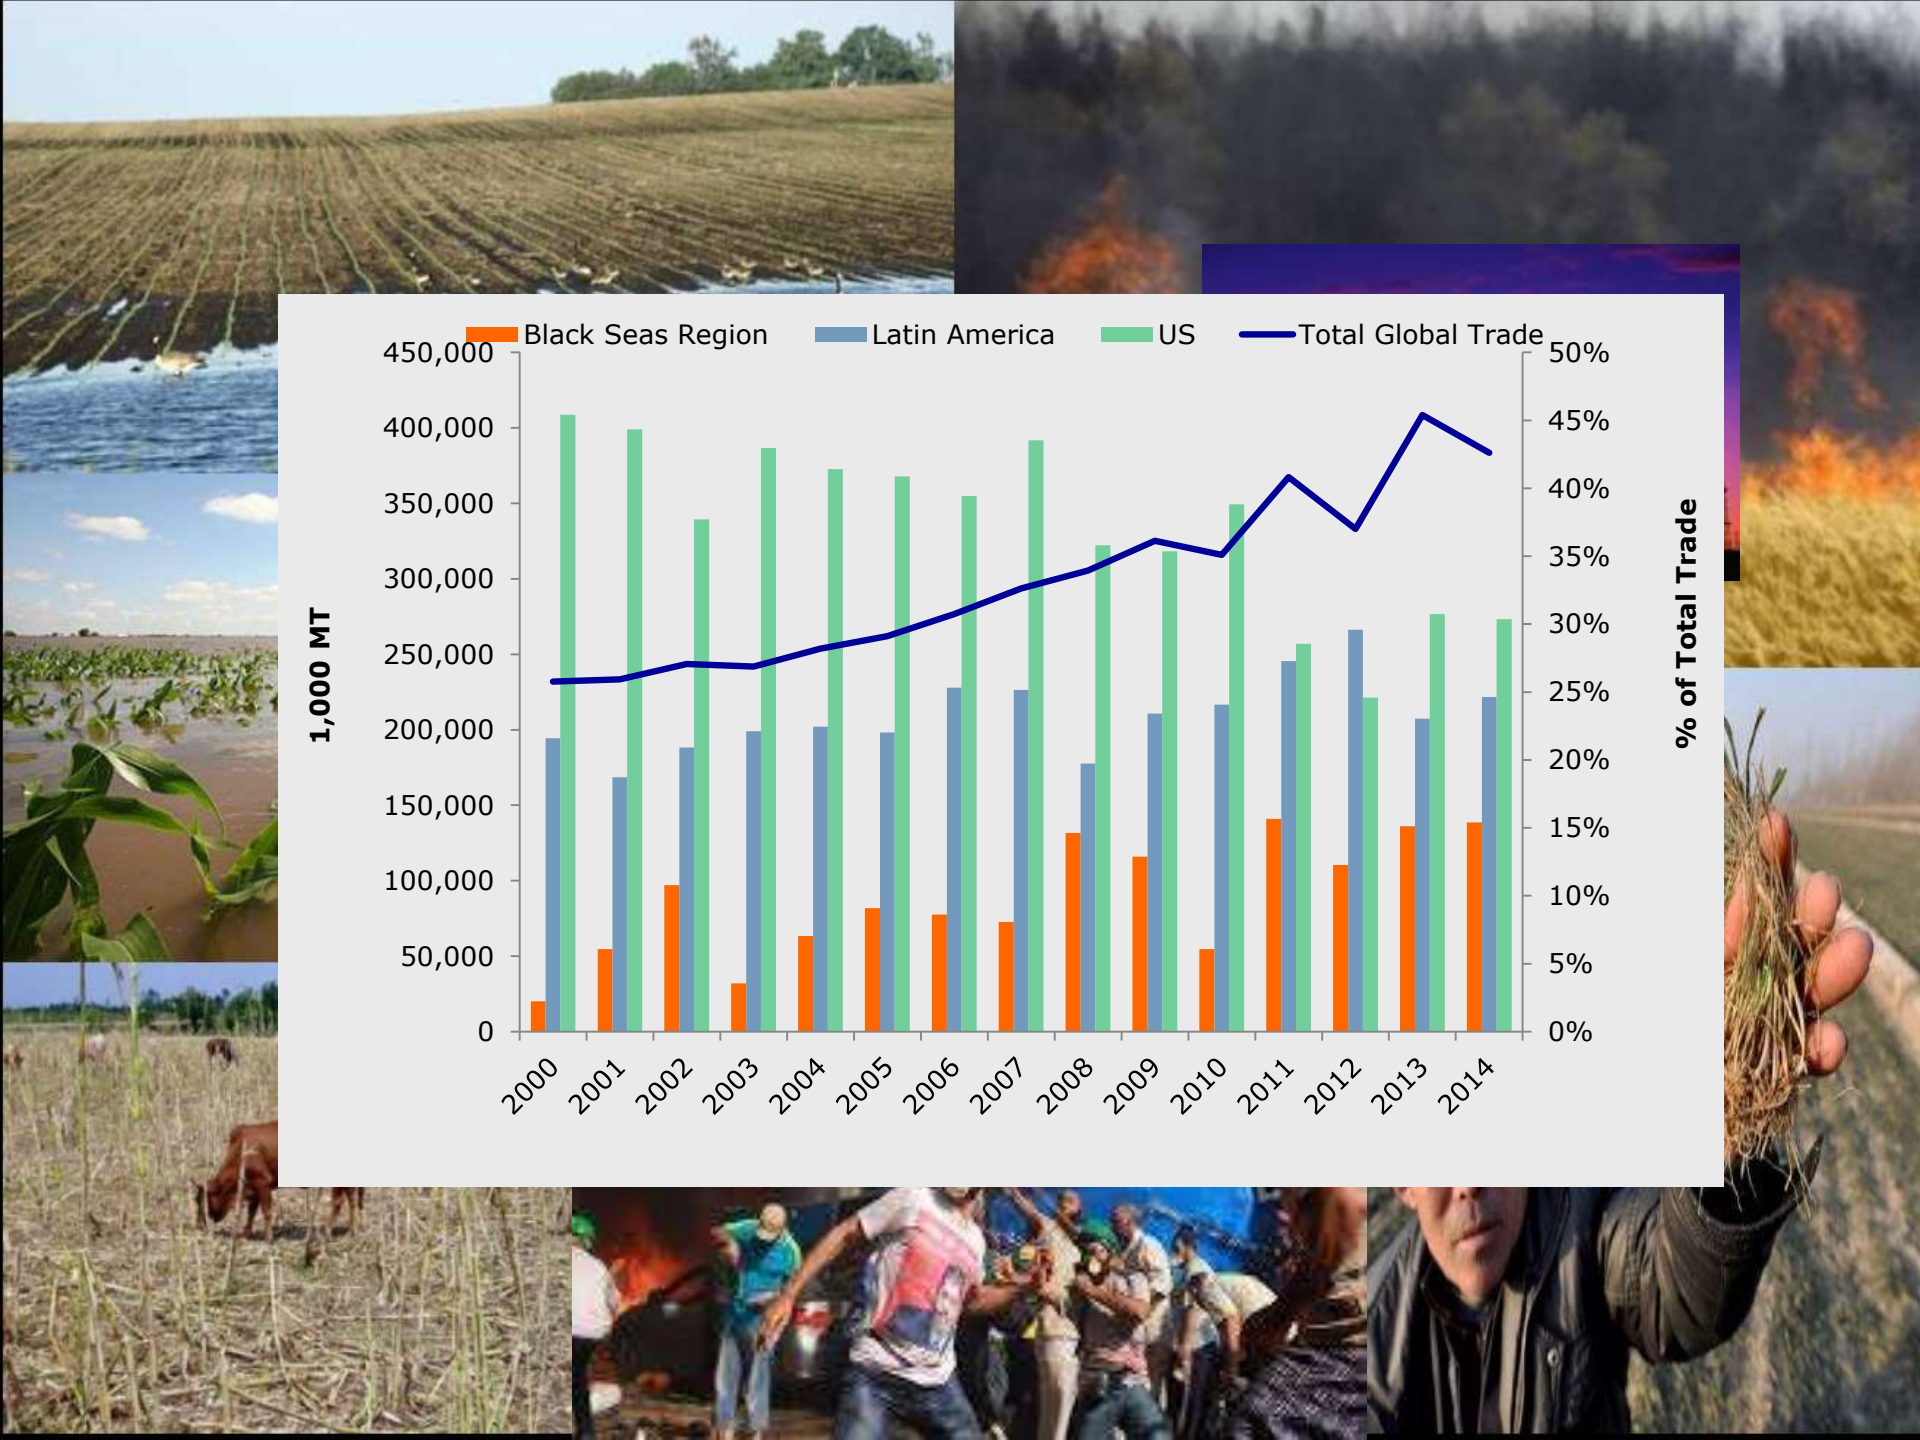 Black Seas Region Latin America US Total Global Trade
450,000 50%
400,000 45%
350,000 40%
300,000 35%
250,000 30%
200,000 25%
150,000 20%
100,000 15%
50,000 10%
0 5%
0%
1,000 MT
% of Total Trade
2000 2001 2002 2003 2004 2005 2006 2007 2008 2009 2010 2011 2012 2013 2014